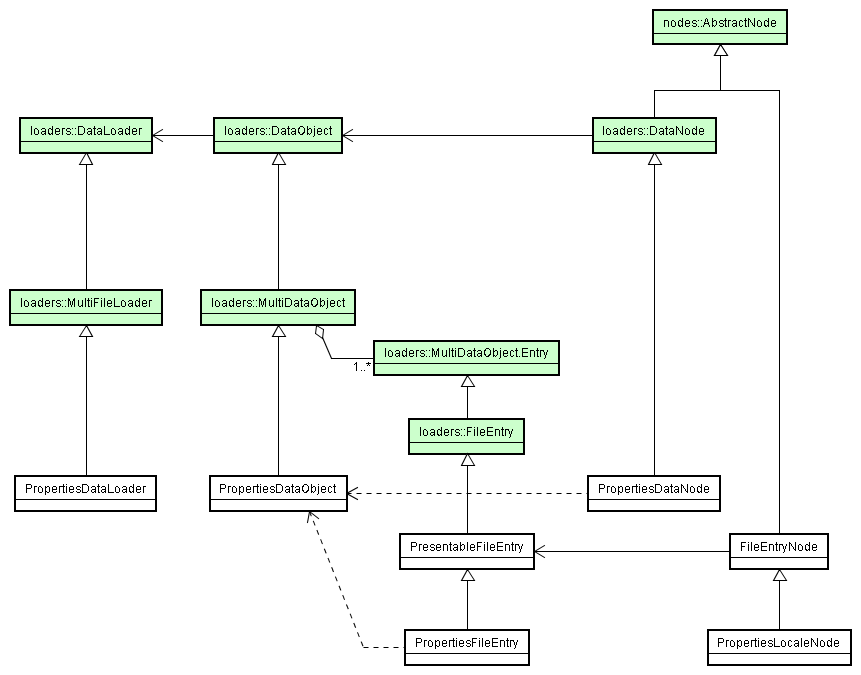 nodes::AbstractNode
loaders::DataLoader
loaders::DataObject
loaders::DataNode
loaders::MultiFileLoader
loaders::MultiDataObject
loaders::MultiDataObject.Entry
1..*
loaders::FileEntry
PropertiesDataLoader
PropertiesDataObject
PropertiesDataNode
PresentableFileEntry
FileEntryNode
PropertiesFileEntry
PropertiesLocaleNode